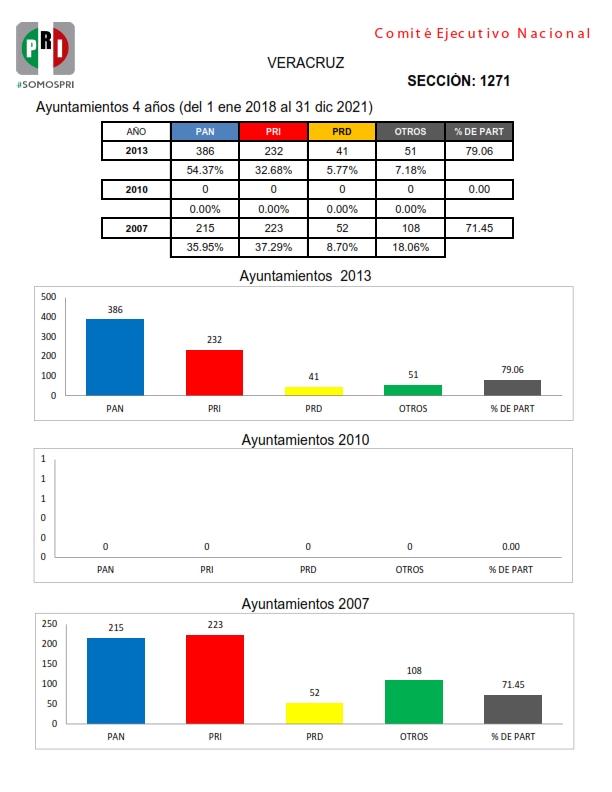 Comité Ejecutivo Nacional
PRI
#SOMOSPRI
VERACRUZ
SECCIÓN: 1271
Ayuntamientos 4 años (del 1 ene 2018 al 31 dic 2021)
AÑO PAN PRI PRD OTROS % DE PART
2013 386 232 41 51 79.06
54.37% 32.68% 5.77% 7.18%
2010 0 0 0 0 0.00
0.00% 0.00% 0.00% 0.00%
2007 215 223 52 108 71.45
35.95% 37.29% 8.70% 18.06%
Ayuntamientos 2013
500
400
300
200
100
0
386 232 41 51 79.06
PAN PRI PRD OTROS % DE PART
Ayuntamientos 2010
1
1
1
0
0
0
0 0 0 0 0.00
PAN PRI PRD OTROS % DE PART
Ayuntamientos 2007
250
200
150
100
50
0
215 223 52 108 71.45
PAN PRI PRD OTROS % DE PART